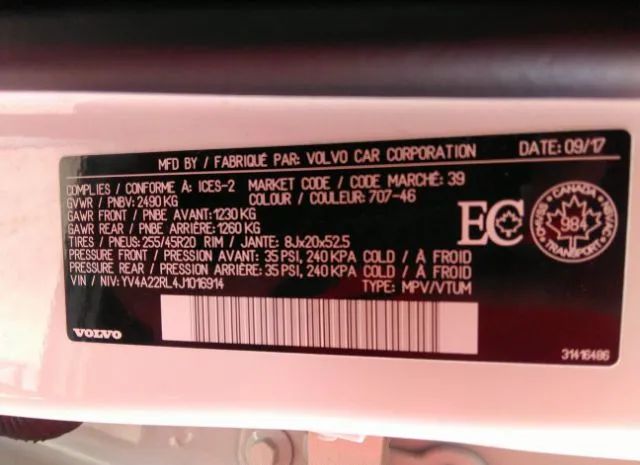 MFD BY / FABRIQUÉ PAR: VOLVO CAR CORPORATION DATE: 09/17
COMPLIES / CONFORME À: ICES-2 MARKET CODE / CODE MARCHÉ: 39
GVWR / PNBV: 2490 KG COLOUR / COULEUR: 707-46
GAWR FRONT / PNBE AVANT: 1230 KG
GAWR REAR / PNBE ARRIÈRE: 1260 KG
TIRES / PNEUS: 255/45R20 RIM / JANTE: 8Jx20x52.5
PRESSURE FRONT / PRESSION AVANT: 35 PSI, 240 KPA COLD / À FROID
PRESSURE REAR / PRESSION ARRIÈRE: 35 PSI, 240 KPA COLD / À FROID
VIN / NIV: YV4A22RL4J1016914 TYPE: MPV/VTUM
EC
CANADA
984
TRANSPORT
VOLVO
31416486